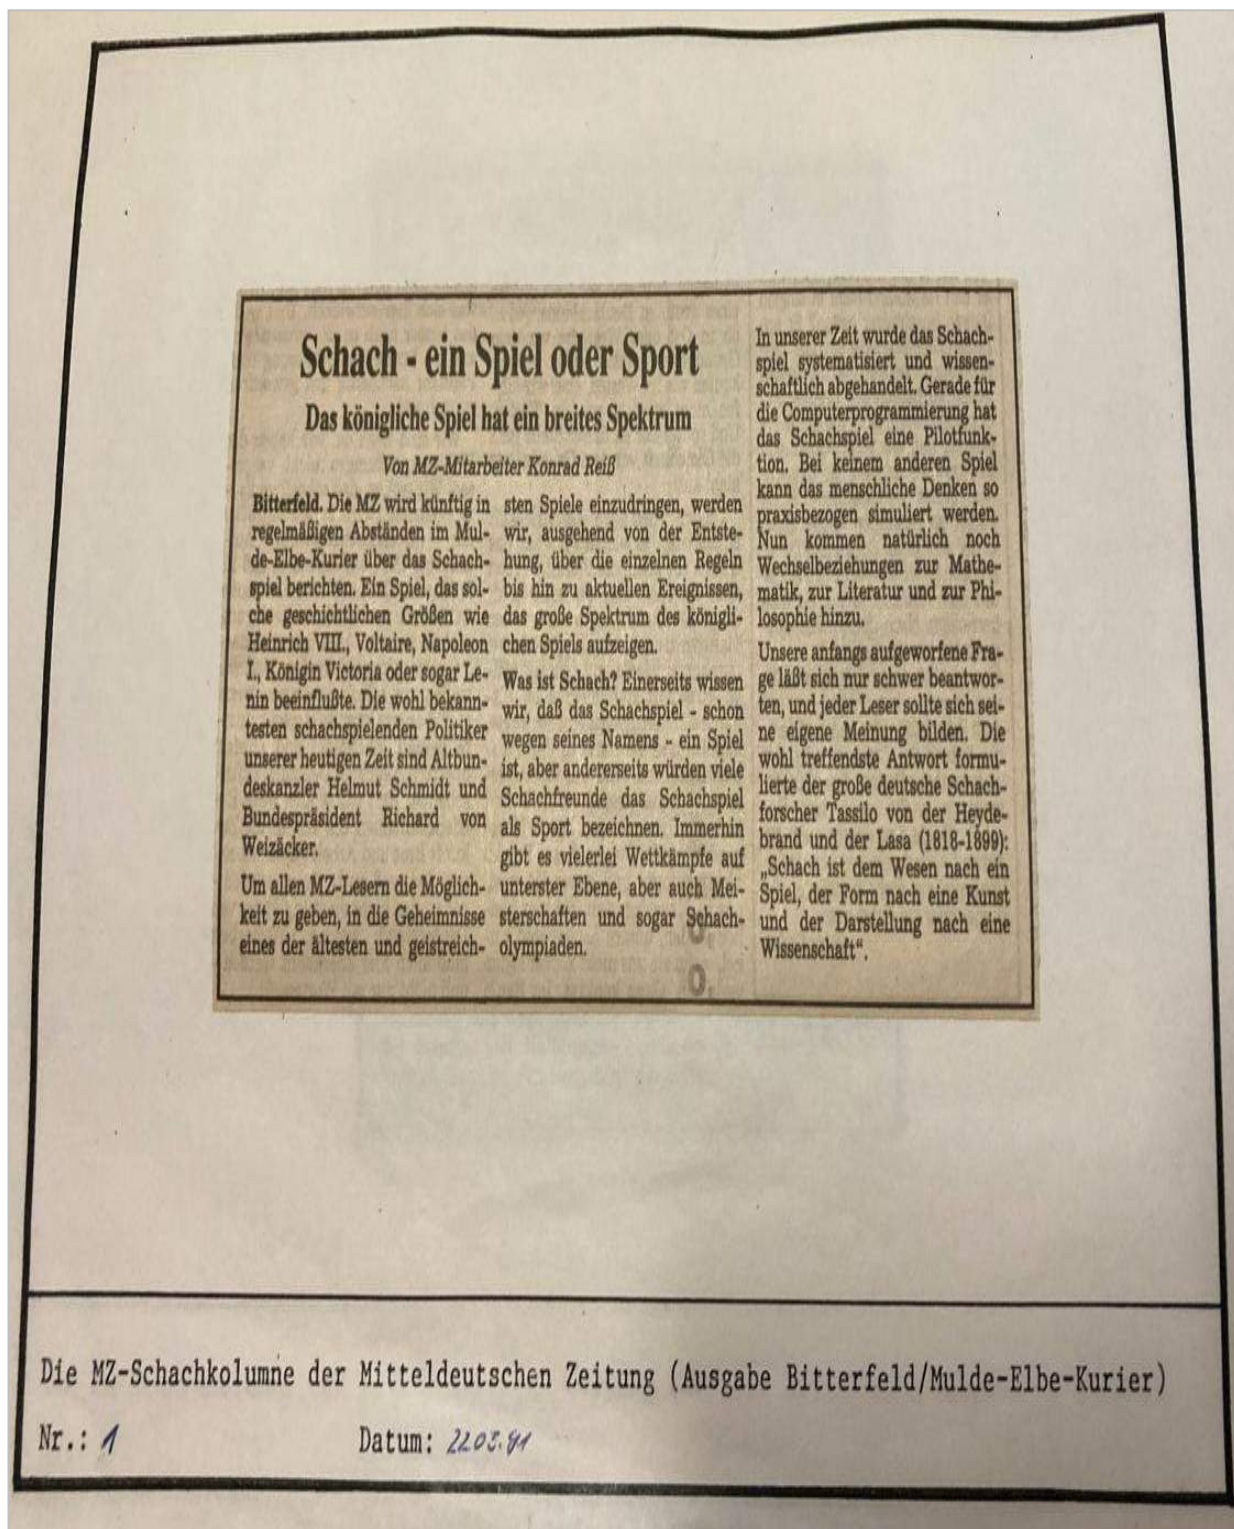 Schach - ein Spiel oder Sport
Das königliche Spiel hat ein breites Spektrum
Von MZ-Mitarbeiter Konrad Reiß
Bitterfeld. Die MZ wird künftig in
regelmäßigen Abständen im Mul-
de-Elbe-Kurier über das Schach-
spiel berichten. Ein Spiel, das sol-
che geschichtlichen Größen wie
Heinrich VIII., Voltaire, Napoleon
I., Königin Victoria oder sogar Le-
nin beeinflußte. Die wohl bekann-
testen schachspielenden Politiker
unserer heutigen Zeit sind Altbun-
deskanzler Helmut Schmidt und
Bundespräsident Richard von
Weizäcker.
Um allen MZ-Lesern die Möglich-
keit zu geben, in die Geheimnisse
eines der ältesten und geistreich-
sten Spiele einzudringen, werden
wir, ausgehend von der Entste-
hung, über die einzelnen Regeln
bis hin zu aktuellen Ereignissen,
das große Spektrum des königli-
chen Spiels aufzeigen.
Was ist Schach? Einerseits wissen
wir, daß das Schachspiel - schon
wegen seines Namens - ein Spiel
ist, aber andererseits würden viele
Schachfreunde das Schachspiel
als Sport bezeichnen. Immerhin
gibt es vielerlei Wettkämpfe auf
unterster Ebene, aber auch Mei-
sterschaften und sogar Schach-
olympiaden.
In unserer Zeit wurde das Schach-
spiel systematisiert und wissen-
schaftlich abgehandelt. Gerade für
die Computerprogrammierung hat
das Schachspiel eine Pilotfunk-
tion. Bei keinem anderen Spiel
kann das menschliche Denken so
praxisbezogen simuliert werden.
Nun kommen natürlich noch
Wechselbeziehungen zur Mathe-
matik, zur Literatur und zur Phi-
losophie hinzu.
Unsere anfangs aufgeworfene Fra-
ge läßt sich nur schwer beantwor-
ten, und jeder Leser sollte sich sei-
ne eigene Meinung bilden. Die
wohl treffendste Antwort formu-
lierte der große deutsche Schach-
forscher Tassilo von der Heyde-
brand und der Lasa (1818-1899):
„Schach ist dem Wesen nach ein
Spiel, der Form nach eine Kunst
und der Darstellung nach eine
Wissenschaft“.
Die MZ-Schachkolumne der Mitteldeutschen Zeitung (Ausgabe Bitterfeld/Mulde-Elbe-Kurier)
Nr.: 1 Datum: 22.03.91